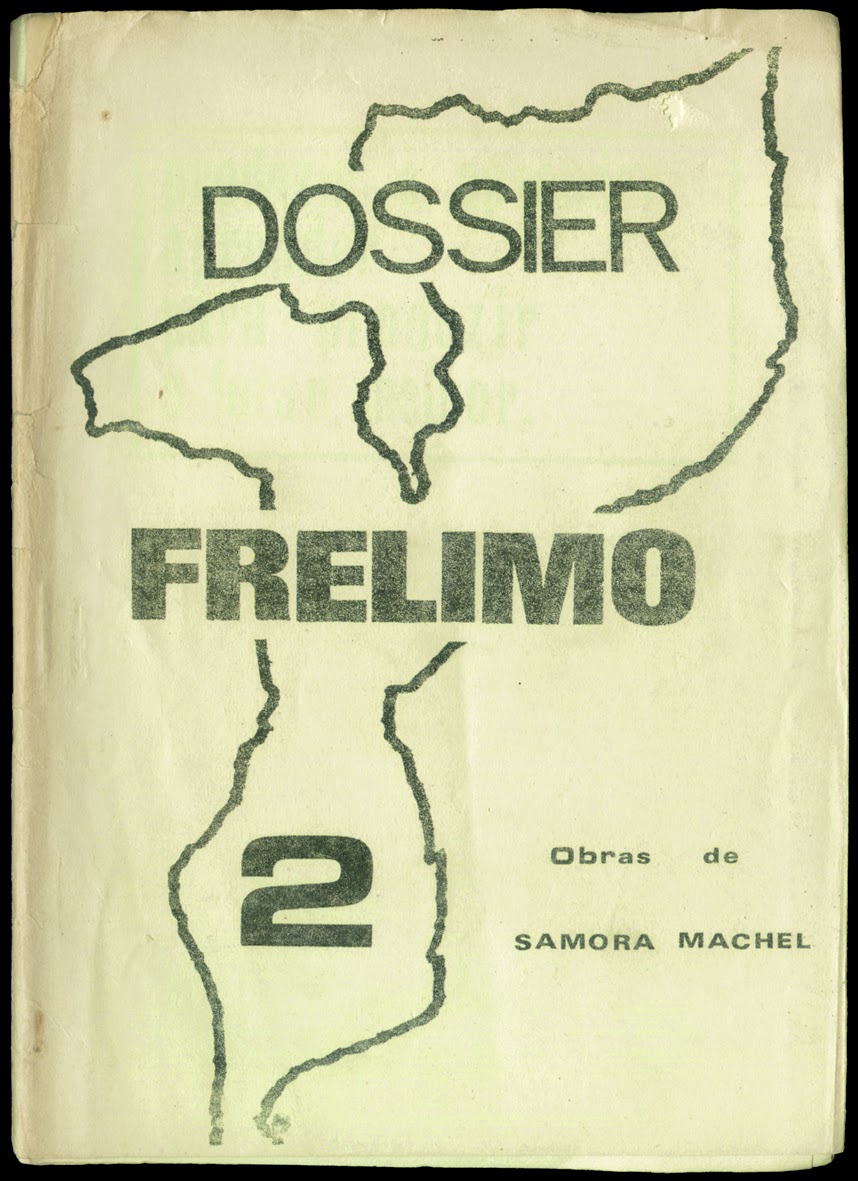 DOSSIER
FRELIMO
2
Obras de
SAMORA MACHEL